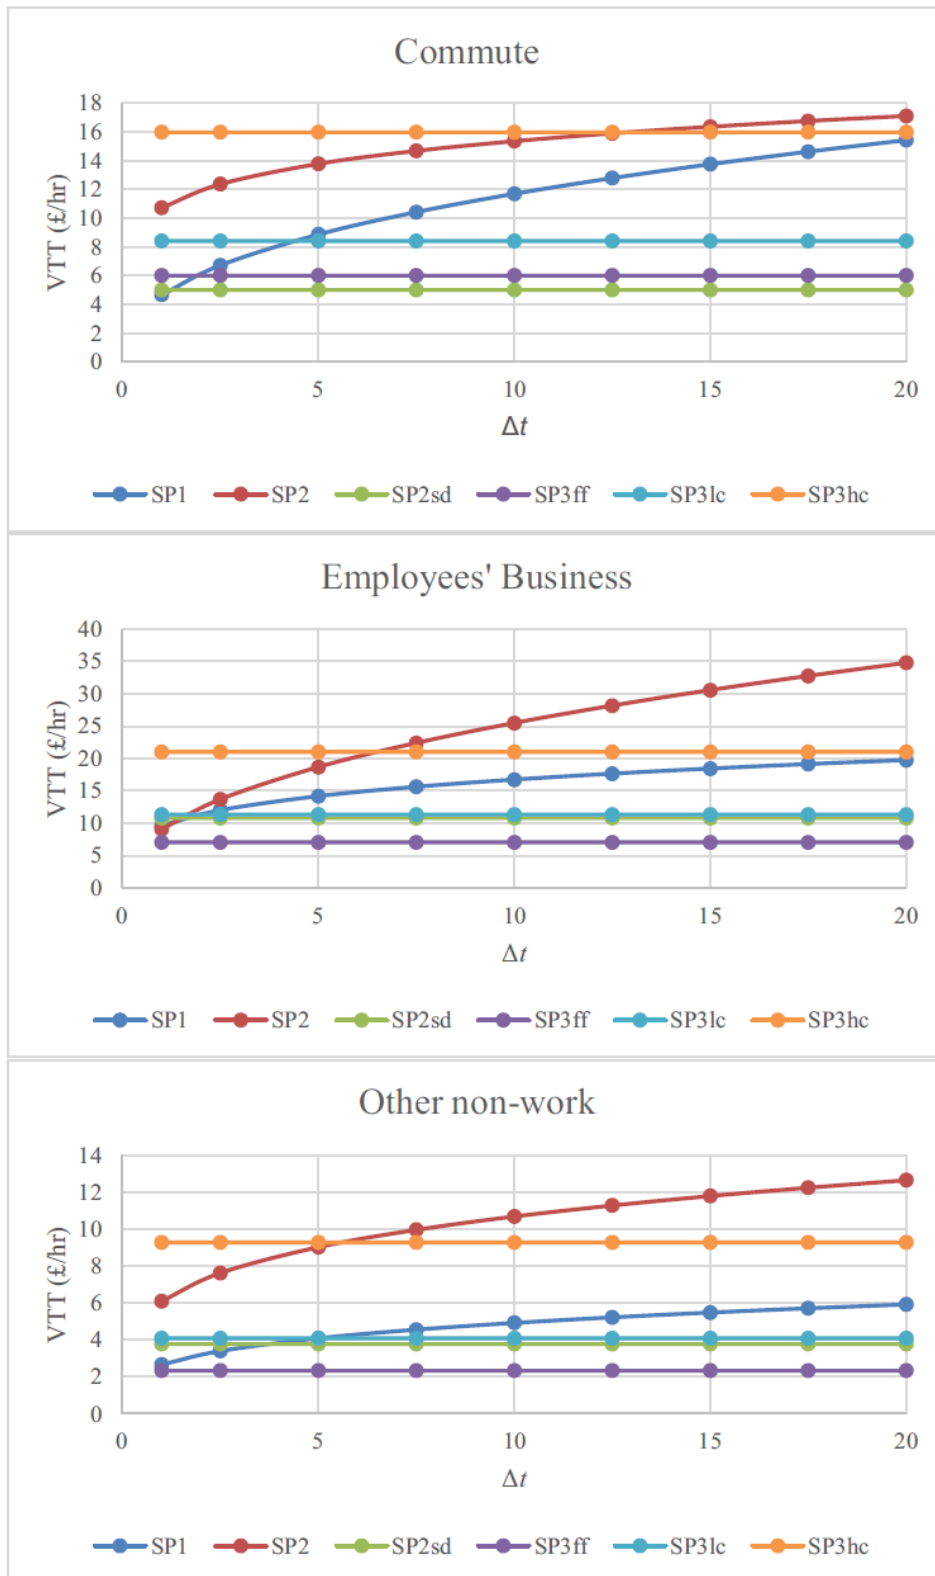 Commute
18
16
14
12
10
8
6
4
2
0
VTT (£/hr)
0 5 10 15 20
Δt
SP1 SP2 SP2sd SP3ff SP3lc SP3hc
Employees' Business
40
35
30
25
20
15
10
5
0
VTT (£/hr)
0 5 10 15 20
Δt
SP1 SP2 SP2sd SP3ff SP3lc SP3hc
Other non-work
14
12
10
8
6
4
2
0
VTT (£/hr)
0 5 10 15 20
Δt
SP1 SP2 SP2sd SP3ff SP3lc SP3hc